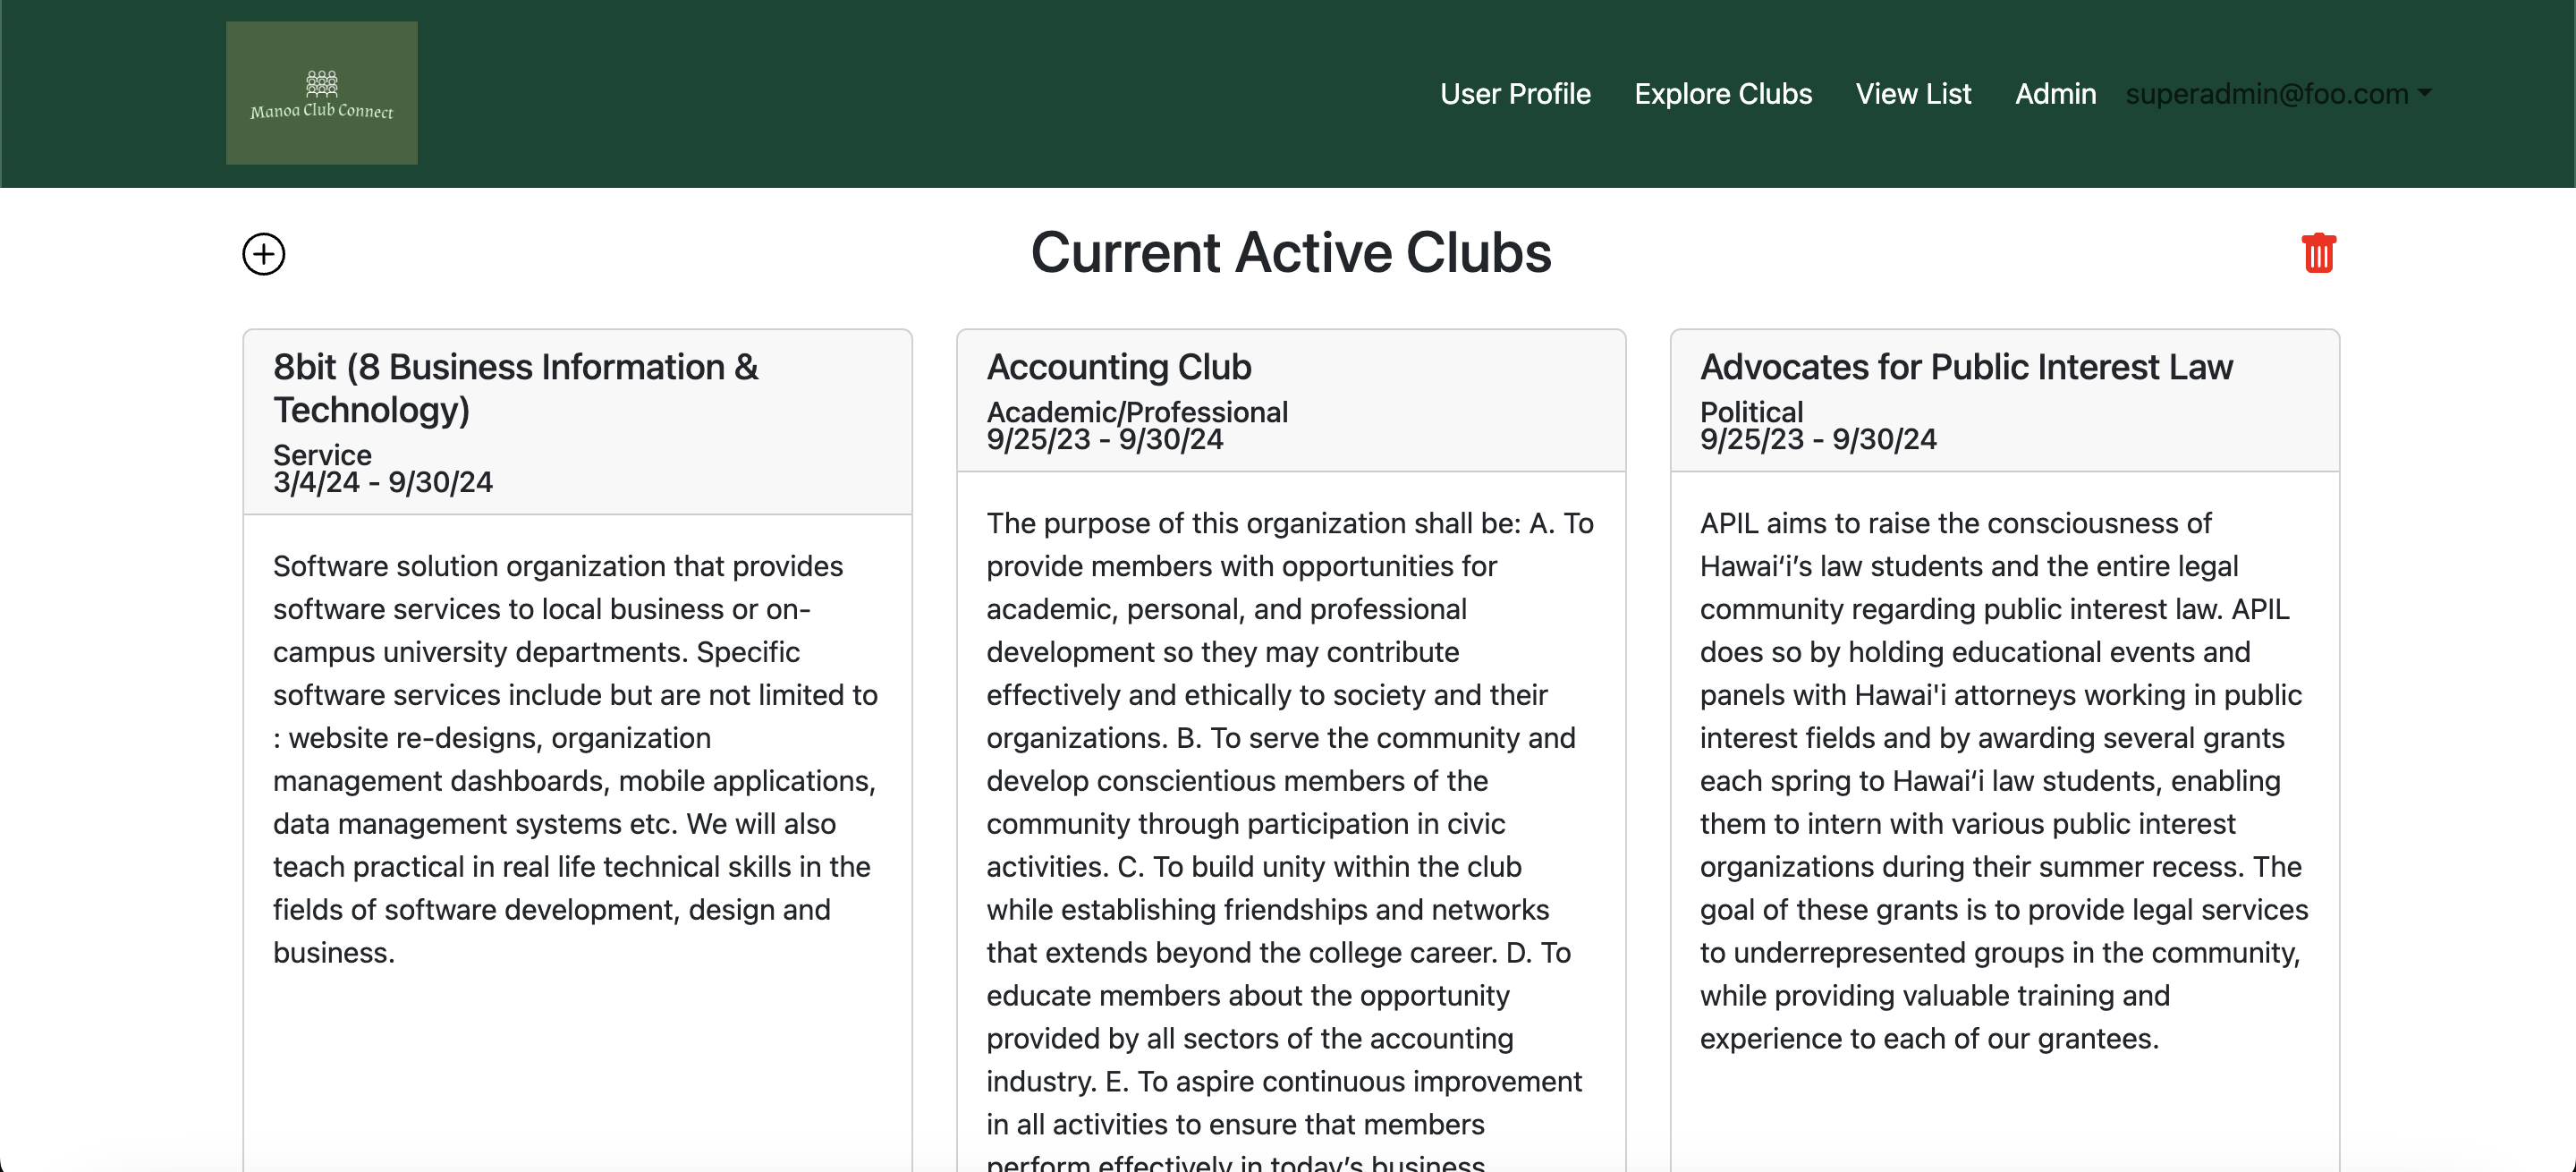 Manoa Club Connect
User Profile Explore Clubs View List Admin superadmin@foo.com
Current Active Clubs
8bit (8 Business Information &
Technology)
Service
3/4/24 - 9/30/24
Software solution organization that provides
software services to local business or on-
campus university departments. Specific
software services include but are not limited to
: website re-designs, organization
management dashboards, mobile applications,
data management systems etc. We will also
teach practical in real life technical skills in the
fields of software development, design and
business.
Accounting Club
Academic/Professional
9/25/23 - 9/30/24
The purpose of this organization shall be: A. To
provide members with opportunities for
academic, personal, and professional
development so they may contribute
effectively and ethically to society and their
organizations. B. To serve the community and
develop conscientious members of the
community through participation in civic
activities. C. To build unity within the club
while establishing friendships and networks
that extends beyond the college career. D. To
educate members about the opportunity
provided by all sectors of the accounting
industry. E. To aspire continuous improvement
in all activities to ensure that members
perform effectively in today’s business
Advocates for Public Interest Law
Political
9/25/23 - 9/30/24
APIL aims to raise the consciousness of
Hawai‘i’s law students and the entire legal
community regarding public interest law. APIL
does so by holding educational events and
panels with Hawai'i attorneys working in public
interest fields and by awarding several grants
each spring to Hawai‘i law students, enabling
them to intern with various public interest
organizations during their summer recess. The
goal of these grants is to provide legal services
to underrepresented groups in the community,
while providing valuable training and
experience to each of our grantees.